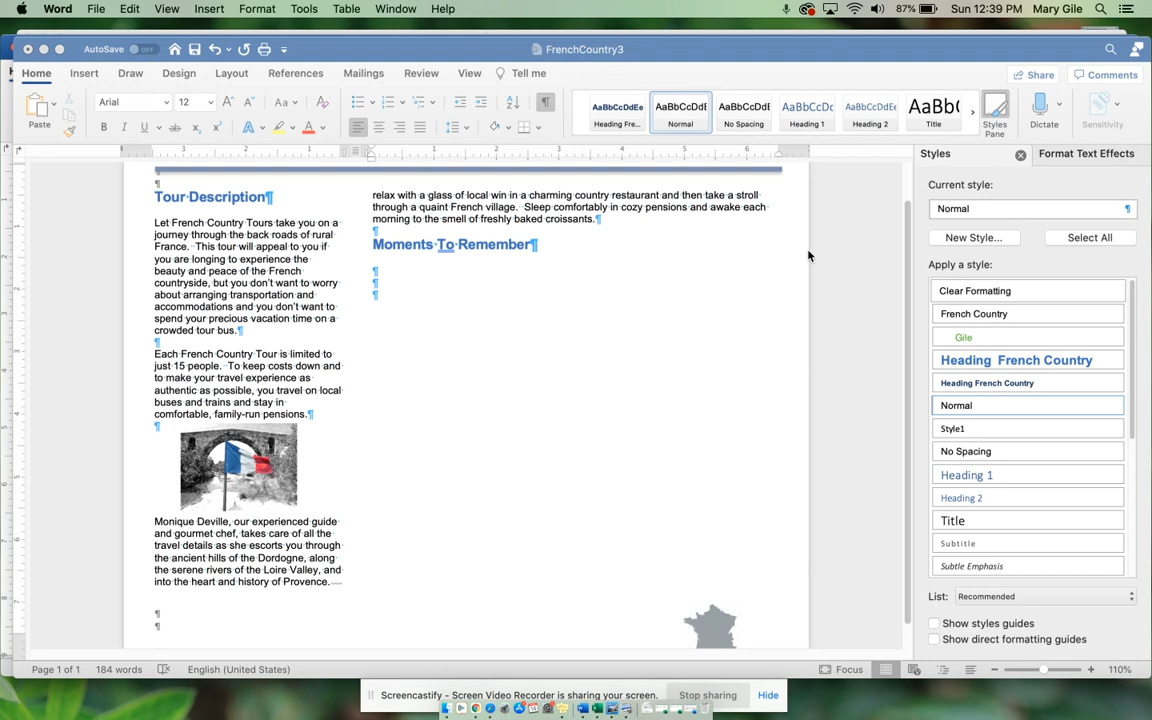 Word File Edit View Insert Format Tools Table Window Help 87% Sun 12:39 PM Mary Gile
AutoSave OFF FrenchCountry3
Home Insert Draw Design Layout References Mailings Review View Tell me Share Comments
Paste Arial 12 AaBbCcDdEe AaBbCcDdE AaBbCcDdE AaBbCcDc AaBbCcDdEe AaBb(
Heading Fre... Normal No Spacing Heading 1 Heading 2 Title Styles Pane Dictate Sensitivity
Tour Description¶
Let French Country Tours take you on a
journey through the back roads of rural
France. This tour will appeal to you if
you are longing to experience the
beauty and peace of the French
countryside, but you don't want to worry
about arranging transportation and
accommodations and you don't want to
spend your precious vacation time on a
crowded tour bus.¶
Each French Country Tour is limited to
just 15 people. To keep costs down and
to make your travel experience as
authentic as possible, you travel on local
buses and trains and stay in
comfortable, family-run pensions.¶
Monique Deville, our experienced guide
and gourmet chef, takes care of all the
travel details as she escorts you through
the ancient hills of the Dordogne, along
the serene rivers of the Loire Valley, and
into the heart and history of Provence.
relax with a glass of local win in a charming country restaurant and then take a stroll
through a quaint French village. Sleep comfortably in cozy pensions and awake each
morning to the smell of freshly baked croissants.¶
Moments To Remember¶
Styles Format Text Effects
Current style:
Normal ¶
New Style... Select All
Apply a style:
Clear Formatting
French Country
Gile
Heading French Country
Heading French Country
Normal
Style1
No Spacing
Heading 1
Heading 2
Title
Subtitle
Subtle Emphasis
List: Recommended
Show styles guides
Show direct formatting guides
Page 1 of 1 184 words English (United States) Focus 110%
Screencastify - Screen Video Recorder is sharing your screen. Stop sharing Hide